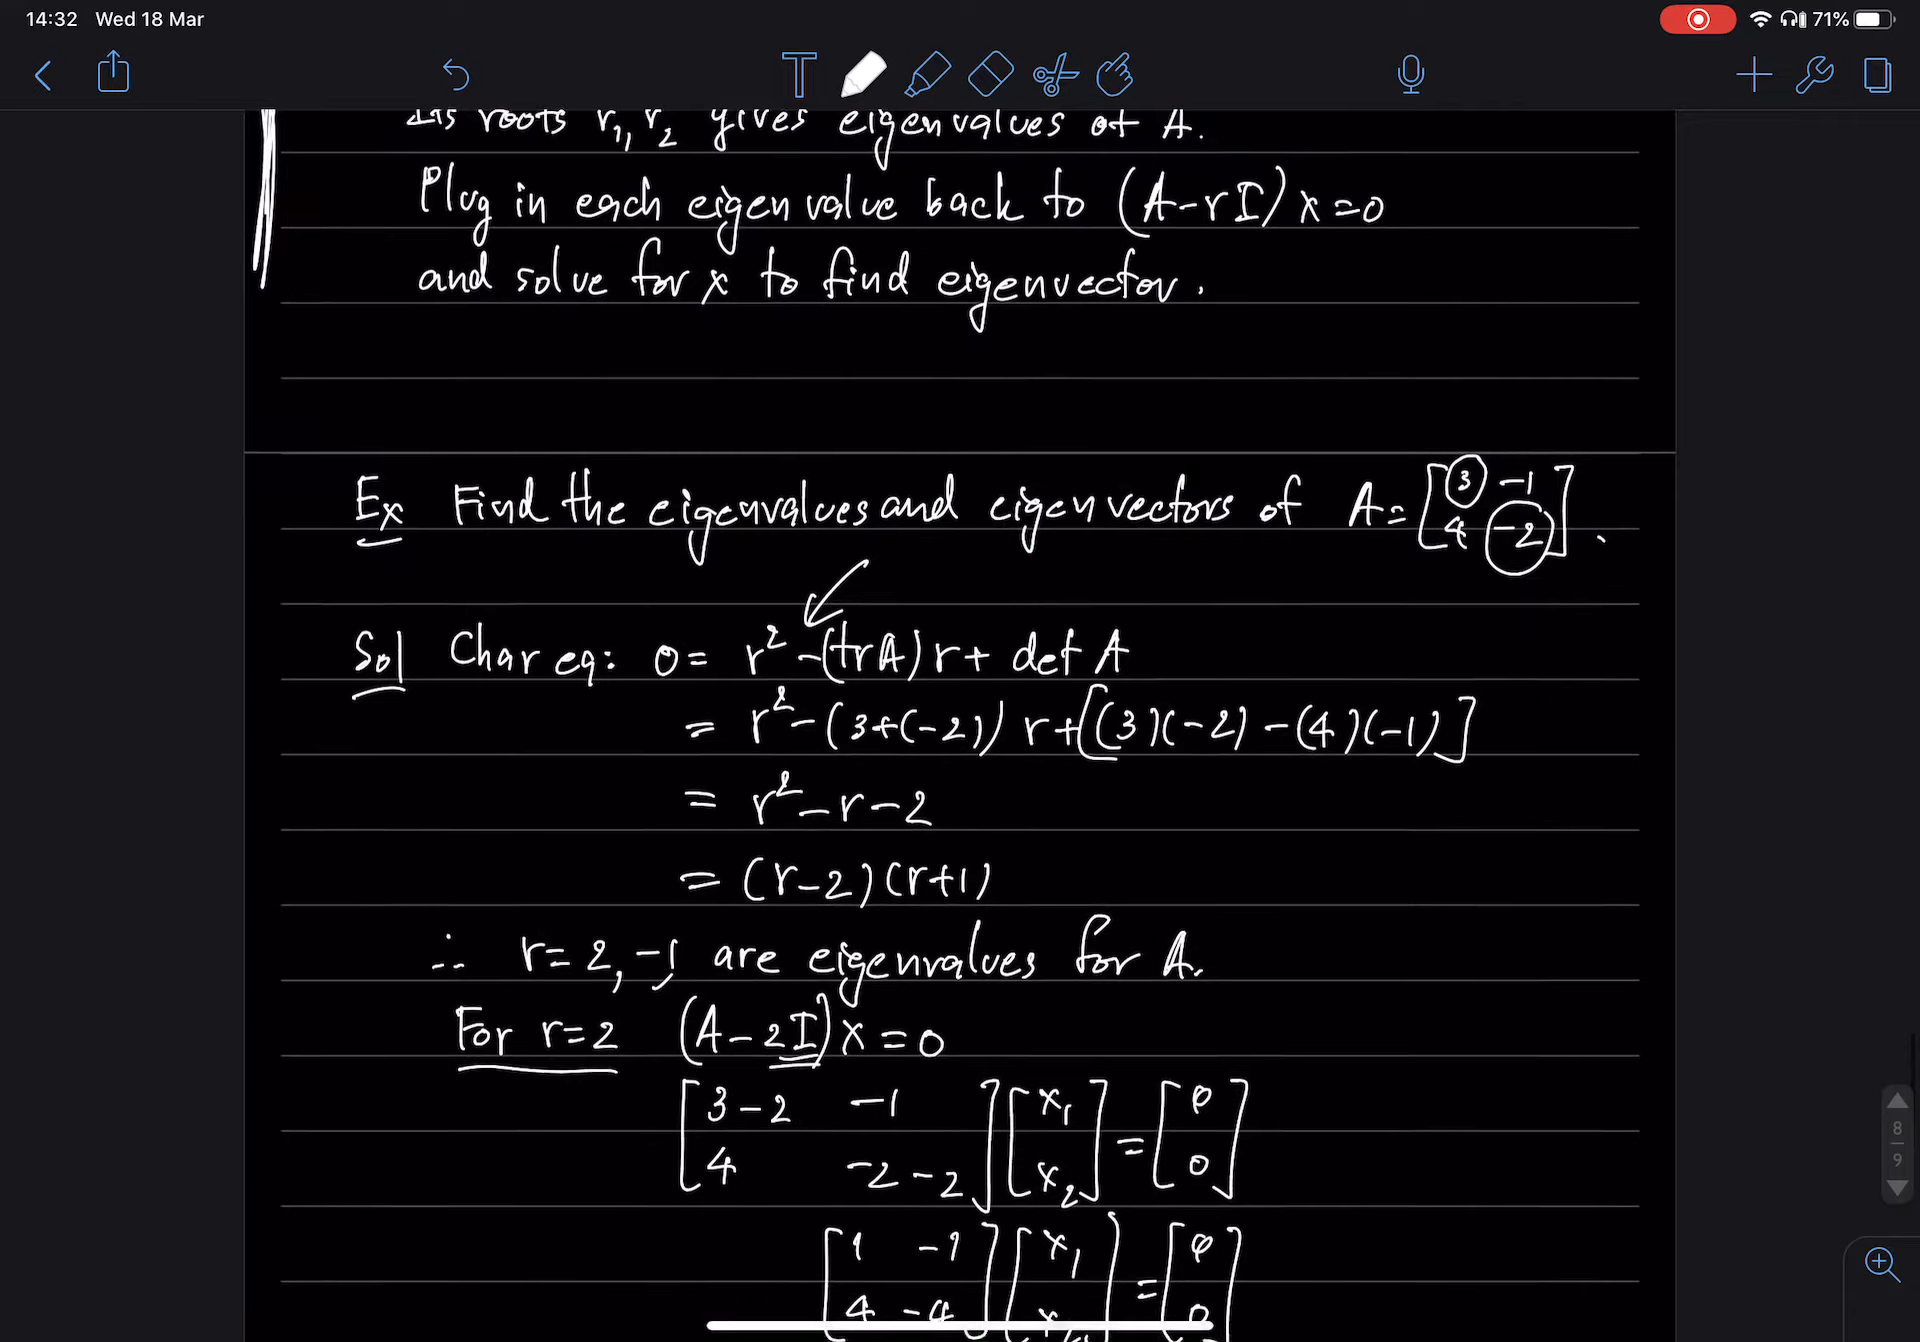 14:32 Wed 18 Mar 71%
Its roots r₁, r₂ gives eigenvalues of A.
Plug in each eigenvalue back to (A-rI)x=0
and solve for x to find eigenvector.
Ex Find the eigenvalues and eigenvectors of A=[3 -1
4 -2].
Sol Char eq: 0= r²-(trA)r+ det A
= r²-(3+(-2))r+[(3)(-2)-(4)(-1)]
= r²-r-2
= (r-2)(r+1)
∴ r=2,-1, are eigenvalues for A.
For r=2 (A-2I)x=0
[3-2 -1
4 -2-2][x₁
x₂]=[0
0]
[1 -1
4 -4][x₁
x]=[0
0]
8
9